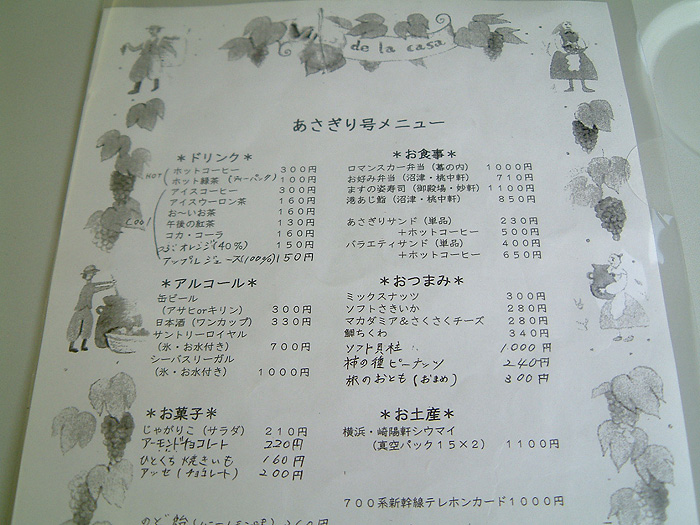 de la casa
あさぎり号メニュー
＊ドリンク＊
HOT
ホットコーヒー 300円
ホット緑茶 (ティーパック) 100円
Cool
アイスコーヒー 300円
アイスウーロン茶 160円
お〜いお茶 160円
午後の紅茶 130円
コカ・コーラ 160円
つぶオレンジ(40%) 150円
アップルジュース(100%) 150円
＊アルコール＊
缶ビール
(アサヒorキリン) 300円
日本酒(ワンカップ) 330円
サントリーロイヤル
(氷・お水付き) 700円
シーバスリーガル
(氷・お水付き) 1000円
＊お菓子＊
じゃがりこ(サラダ) 210円
アーモンドチョコレート 220円
ひとくち焼きいも 160円
アッセ(チョコレート) 200円
のど飴
＊お食事＊
ロマンスカー弁当(幕の内) 1000円
お好み弁当(沼津・桃中軒) 710円
ますの姿寿司(御殿場・妙軒) 1100円
港あじ鮨(沼津・桃中軒) 850円
あさぎりサンド(単品) 230円
+ホットコーヒー 500円
バラエティサンド(単品) 400円
+ホットコーヒー 650円
＊おつまみ＊
ミックスナッツ 300円
ソフトさきいか 280円
マカダミア&さくさくチーズ 280円
鯛ちくわ 340円
ソフト貝柱 1000円
柿の種ピーナッツ 240円
旅のおとも(おまめ) 300円
＊お土産＊
横浜・崎陽軒シウマイ
(真空パック15×2) 1100円
700系新幹線テレホンカード1000円